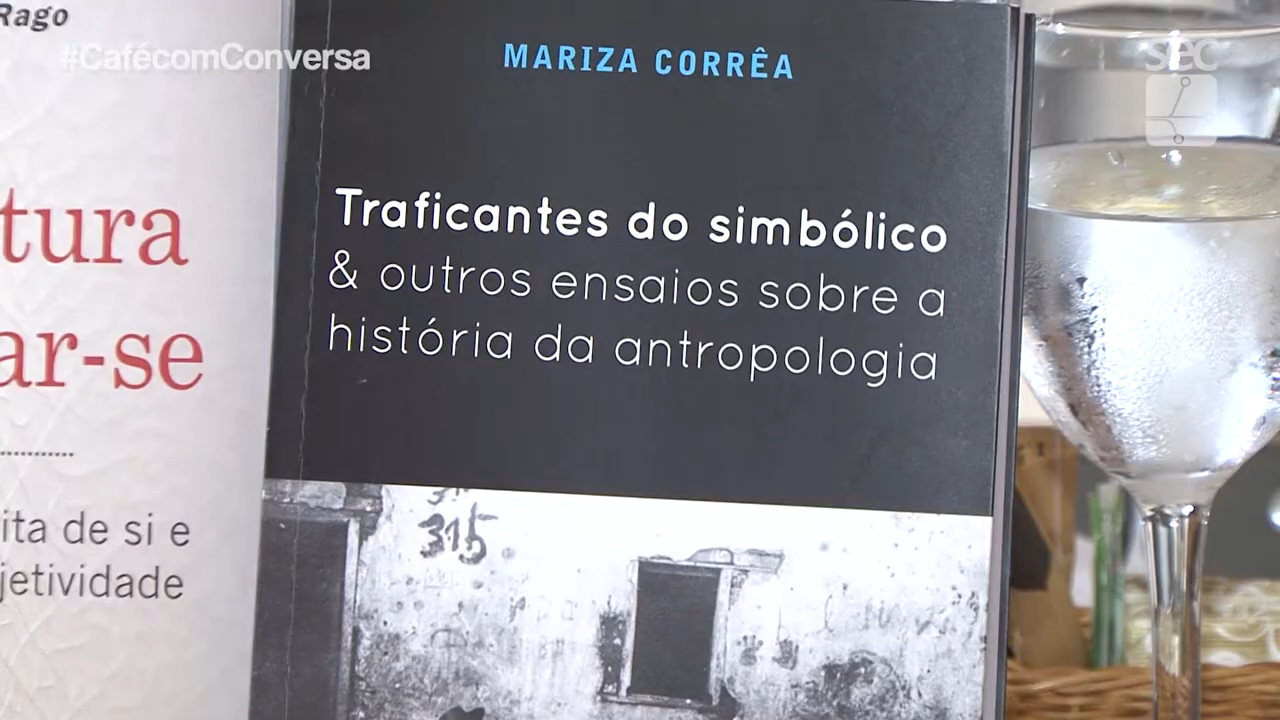 Rago
#CafécomConversa
tura
ar-se
ita de si e
jetividade
MARIZA CORRÊA
Traficantes do simbólico
& outros ensaios sobre a
história da antropologia
315
sec